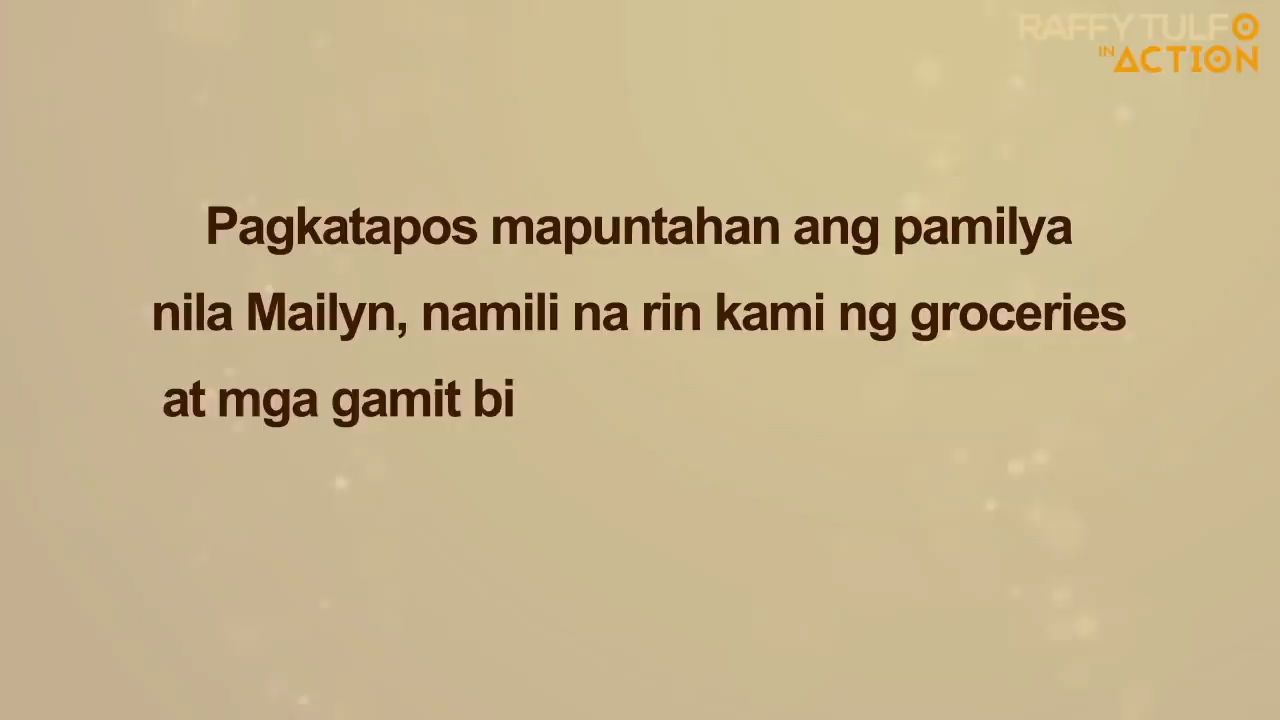 RAFFY TULFO
IN ACTION
Pagkatapos mapuntahan ang pamilya
nila Mailyn, namili na rin kami ng groceries
at mga gamit bi